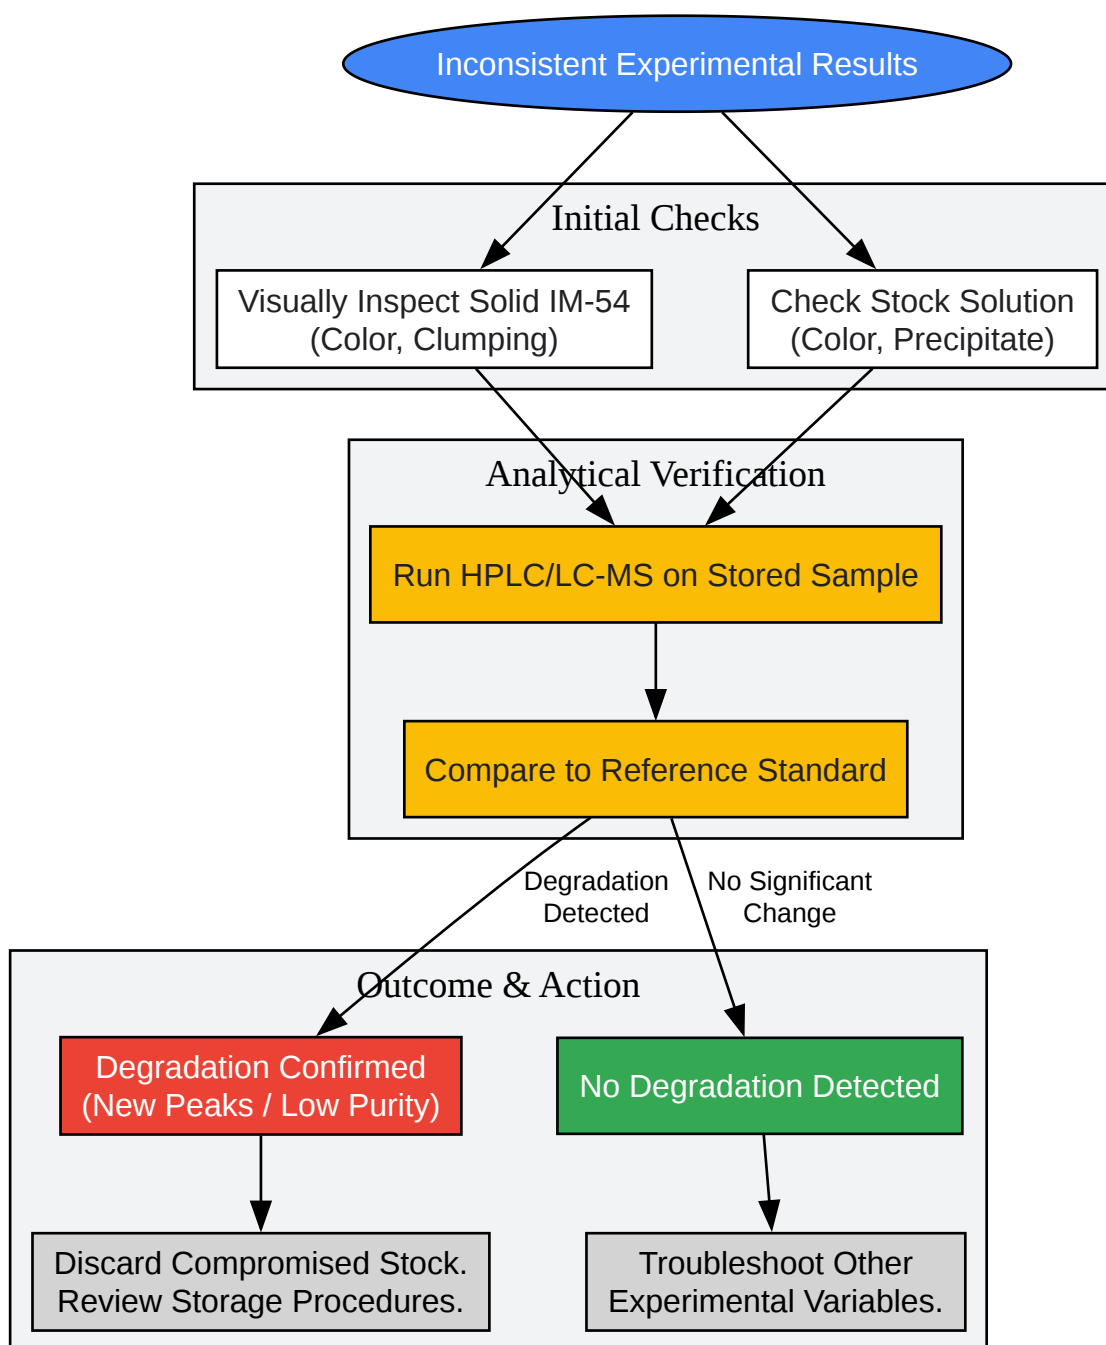 Inconsistent Experimental Results
Initial Checks
Visually Inspect Solid IM-54
(Color, Clumping)
Check Stock Solution
(Color, Precipitate)
Analytical Verification
Run HPLC/LC-MS on Stored Sample
Compare to Reference Standard
Degradation
Detected
No Significant
Change
Outcome & Action
Degradation Confirmed
(New Peaks / Low Purity)
No Degradation Detected
Discard Compromised Stock.
Review Storage Procedures.
Troubleshoot Other
Experimental Variables.